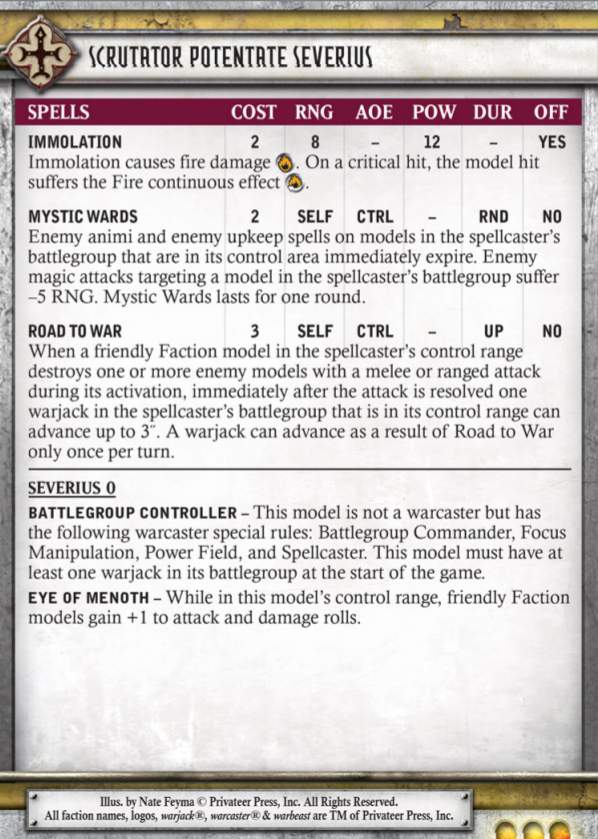 SCRUTATOR POTENTATE SEVERIUS
SPELLS COST RNG AOE POW DUR OFF
IMMOLATION 2 8 – 12 – YES
Immolation causes fire damage . On a critical hit, the model hit
suffers the Fire continuous effect .
MYSTIC WARDS 2 SELF CTRL – RND NO
Enemy animi and enemy upkeep spells on models in the spellcaster's
battlegroup that are in its control area immediately expire. Enemy
magic attacks targeting a model in the spellcaster's battlegroup suffer
–5 RNG. Mystic Wards lasts for one round.
ROAD TO WAR 3 SELF CTRL – UP NO
When a friendly Faction model in the spellcaster's control range
destroys one or more enemy models with a melee or ranged attack
during its activation, immediately after the attack is resolved one
warjack in the spellcaster's battlegroup that is in its control range can
advance up to 3˝. A warjack can advance as a result of Road to War
only once per turn.
SEVERIUS 0
BATTLEGROUP CONTROLLER – This model is not a warcaster but has
the following warcaster special rules: Battlegroup Commander, Focus
Manipulation, Power Field, and Spellcaster. This model must have at
least one warjack in its battlegroup at the start of the game.
EYE OF MENOTH – While in this model's control range, friendly Faction
models gain +1 to attack and damage rolls.
Illus. by Nate Feyma © Privateer Press, Inc. All Rights Reserved.
All faction names, logos, warjack®, warcaster® & warbeast are TM of Privateer Press, Inc.